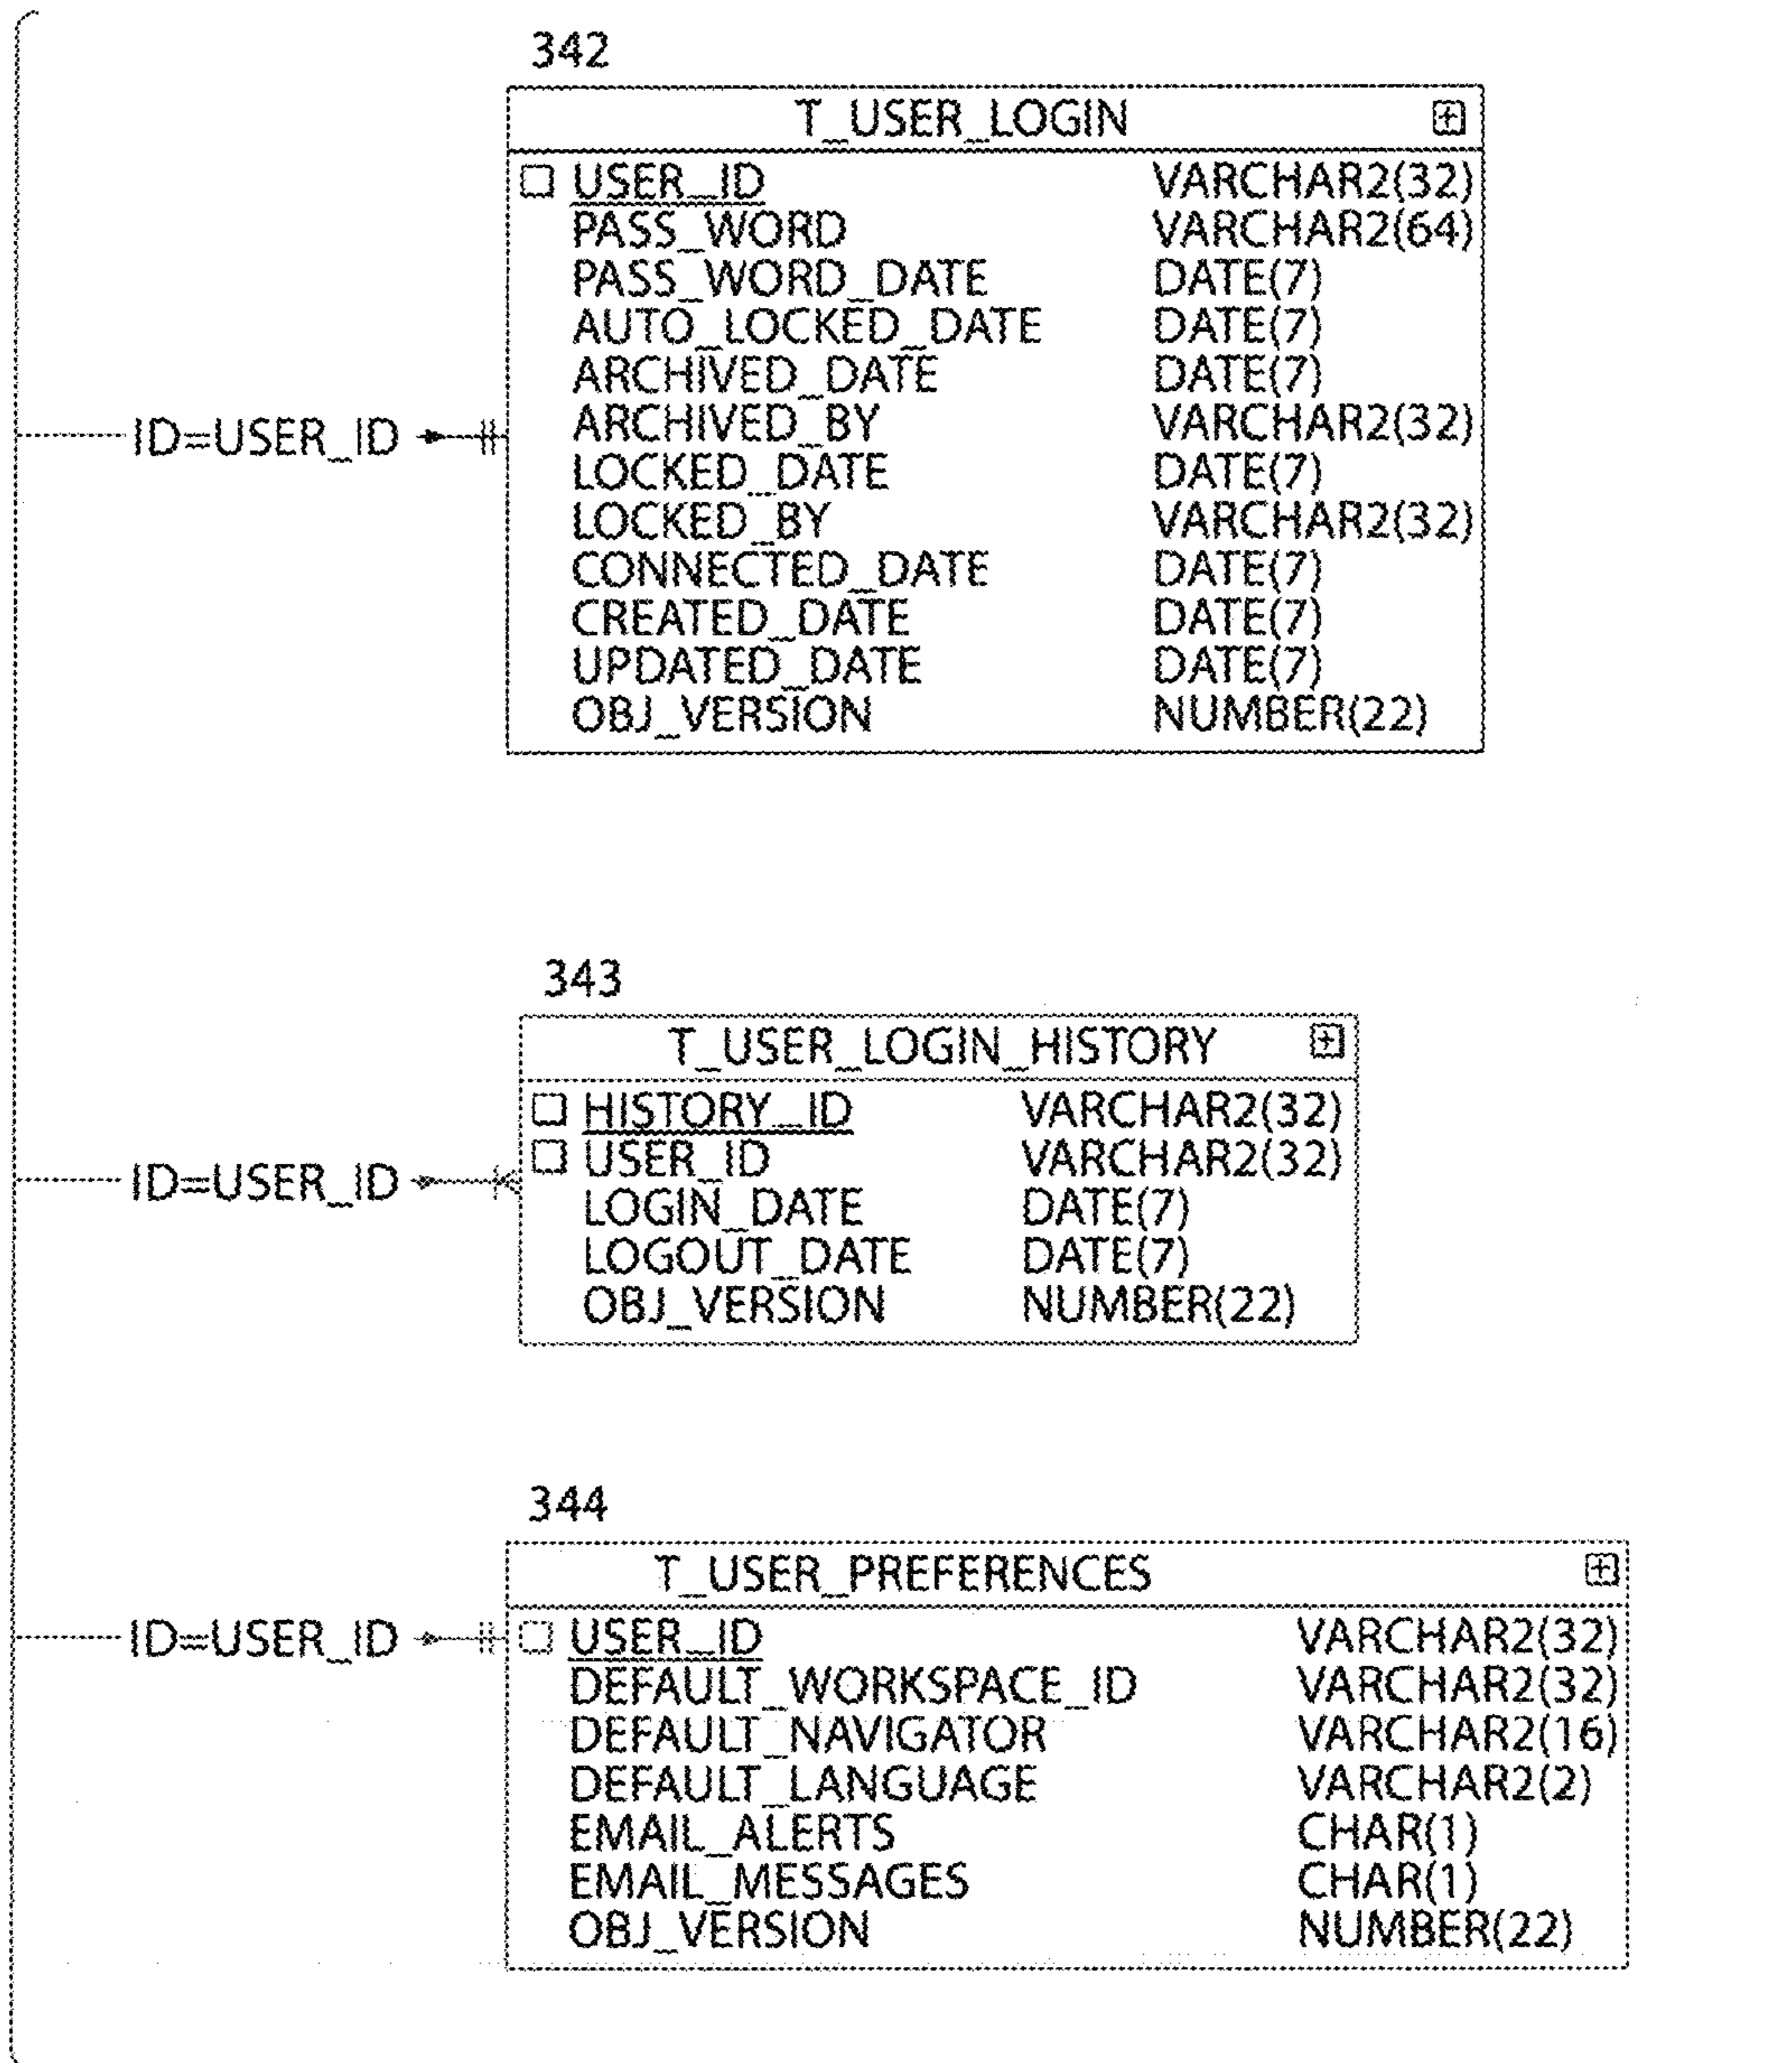 342
T_USER_LOGIN
USER_ID VARCHAR2(32)
PASS_WORD VARCHAR2(64)
PASS_WORD_DATE DATE(7)
AUTO_LOCKED_DATE DATE(7)
ARCHIVED_DATE DATE(7)
ID=USER_ID ARCHIVED_BY VARCHAR2(32)
LOCKED_DATE DATE(7)
LOCKED_BY VARCHAR2(32)
CONNECTED_DATE DATE(7)
CREATED_DATE DATE(7)
UPDATED_DATE DATE(7)
OBJ_VERSION NUMBER(22)
343
T_USER_LOGIN_HISTORY
HISTORY_ID VARCHAR2(32)
USER_ID VARCHAR2(32)
ID=USER_ID
LOGIN_DATE DATE(7)
LOGOUT_DATE DATE(7)
OBJ_VERSION NUMBER(22)
344
T_USER_PREFERENCES
ID=USER_ID USER_ID VARCHAR2(32)
DEFAULT_WORKSPACE_ID VARCHAR2(32)
DEFAULT_NAVIGATOR VARCHAR2(16)
DEFAULT_LANGUAGE VARCHAR2(2)
EMAIL_ALERTS CHAR(1)
EMAIL_MESSAGES CHAR(1)
OBJ_VERSION NUMBER(22)